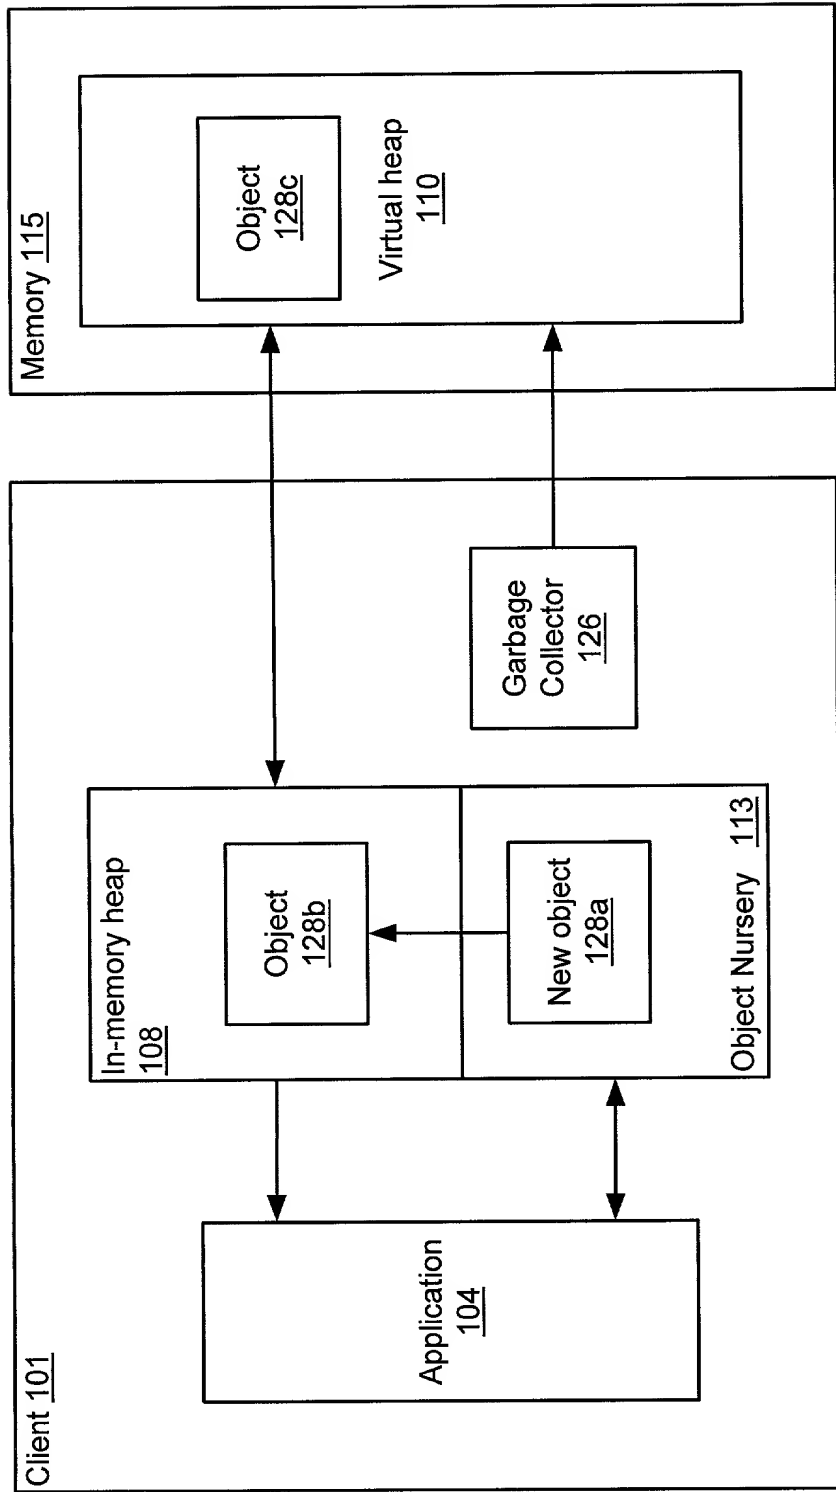 Client 101
Application
104
In-memory heap
108
Object
128b
New object
128a
Object Nursery 113
Garbage
Collector
126
Memory 115
Object
128c
Virtual heap
110